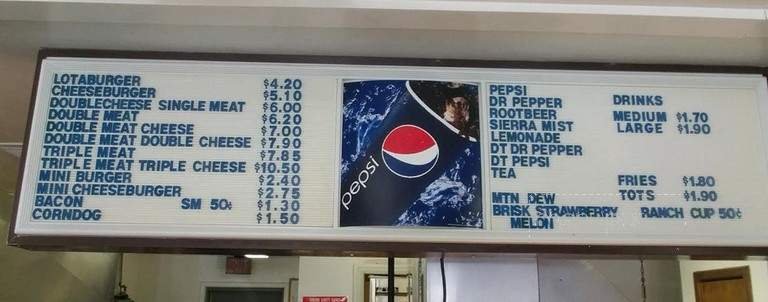 LOTABURGER $4.20
CHEESEBURGER $5.10
DOUBLECHEESE SINGLE MEAT $6.00
DOUBLE MEAT $6.20
DOUBLE MEAT CHEESE $7.00
DOUBLE MEAT DOUBLE CHEESE $7.90
TRIPLE MEAT $7.85
TRIPLE MEAT TRIPLE CHEESE $10.50
MINI BURGER $2.40
MINI CHEESEBURGER $2.75
BACON SM 50¢ $1.30
CORNDOG $1.50
pepsi
PEPSI
DR PEPPER DRINKS
ROOTBEER MEDIUM $1.70
SIERRA MIST LARGE $1.90
LEMONADE
DT DR PEPPER
DT PEPSI
TEA FRIES $1.80
MTN DEW TOTS $1.90
BRISK STRAWBERRY RANCH CUP 50¢
MELON